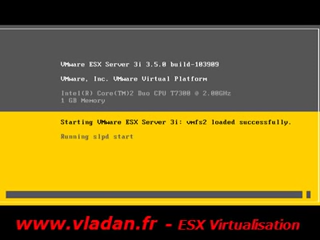 VMware ESX Server 3i 3.5.0 build-103909
VMware, Inc. VMware Virtual Platform
Intel(R) Core(TM)2 Duo CPU T7300 @ 2.00GHz
1 GB Memory
Starting VMware ESX Server 3i: vmfs2 loaded successfully.
Running slpd start
www.vladan.fr - ESX Virtualisation